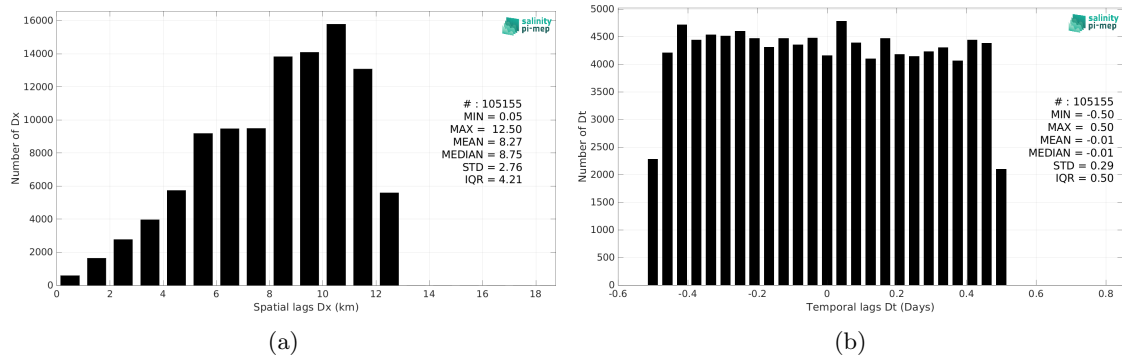 16000
14000
12000
10000
8000
6000
4000
2000
0
Number of Dx
0 2 4 6 8 10 12 14 16 18
Spatial lags Dx (km)
salinity
pi-mep
# : 105155
MIN = 0.05
MAX = 12.50
MEAN = 8.27
MEDIAN = 8.75
STD = 2.76
IQR = 4.21
(a)
5000
4500
4000
3500
3000
2500
2000
1500
1000
500
0
Number of Dt
-0.6 -0.4 -0.2 0 0.2 0.4 0.6 0.8
Temporal lags Dt (Days)
salinity
pi-mep
# : 105155
MIN = -0.50
MAX = 0.50
MEAN = -0.01
MEDIAN = -0.01
STD = 0.29
IQR = 0.50
(b)